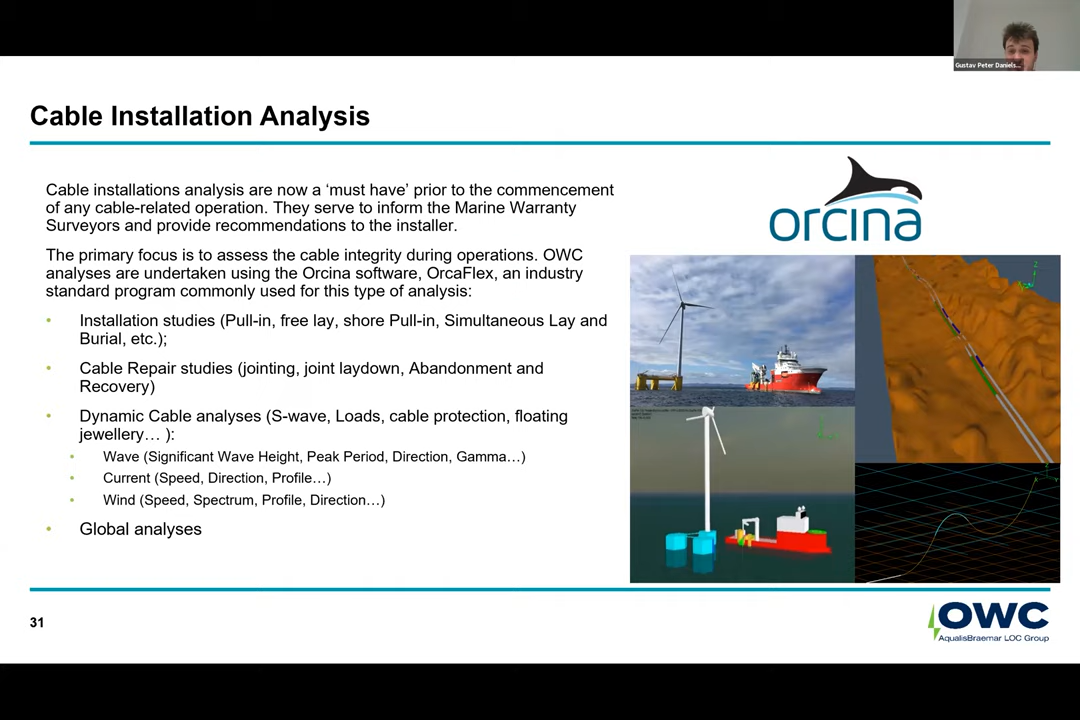 Gustav Peter Daniels...
Cable Installation Analysis
Cable installations analysis are now a ‘must have’ prior to the commencement
of any cable-related operation. They serve to inform the Marine Warranty
Surveyors and provide recommendations to the installer.
The primary focus is to assess the cable integrity during operations. OWC
analyses are undertaken using the Orcina software, OrcaFlex, an industry
standard program commonly used for this type of analysis:
• Installation studies (Pull-in, free lay, shore Pull-in, Simultaneous Lay and
Burial, etc.);
• Cable Repair studies (jointing, joint laydown, Abandonment and
Recovery)
• Dynamic Cable analyses (S-wave, Loads, cable protection, floating
jewellery… ):
• Wave (Significant Wave Height, Peak Period, Direction, Gamma…)
• Current (Speed, Direction, Profile…)
• Wind (Speed, Spectrum, Profile, Direction…)
• Global analyses
orcina
31
OWC
AqualisBraemar LOC Group